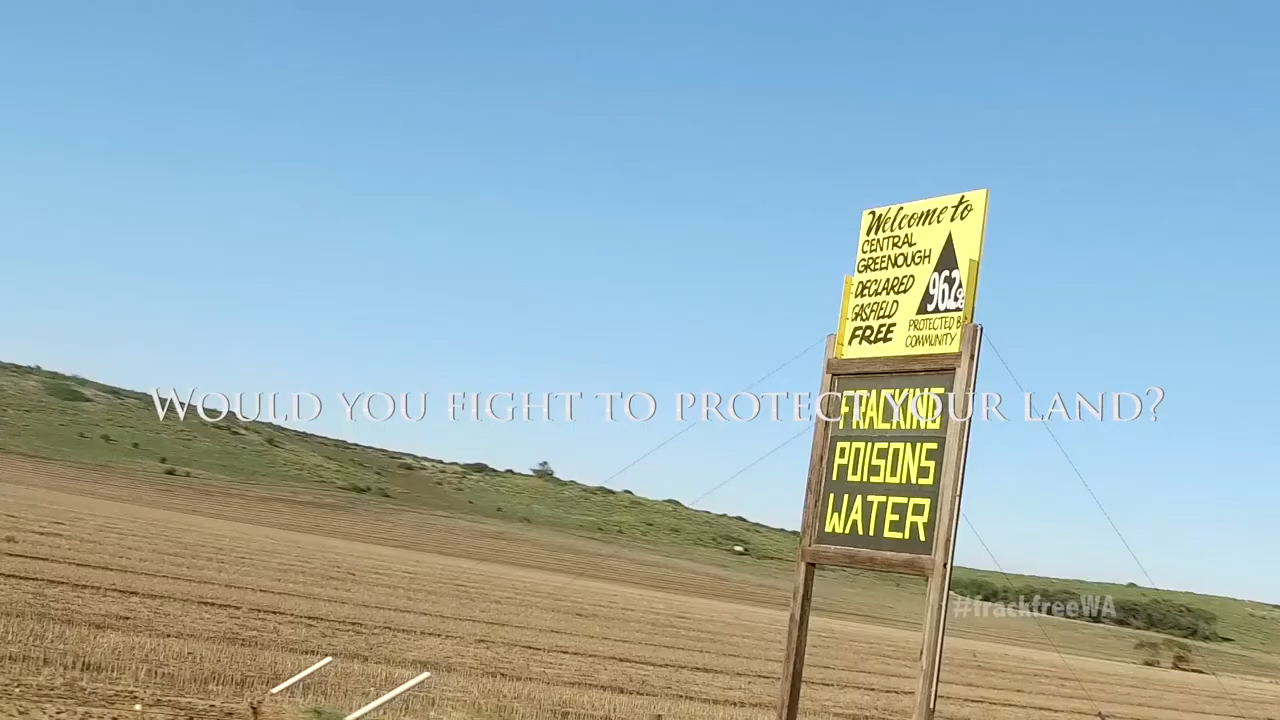 Welcome to
CENTRAL
GREENOUGH
DECLARED
GASFIELD
FREE
962
PROTECTED B
COMMUNITY
WOULD YOU FIGHT TO PROTECT YOUR LAND?
FRACKING
POISONS
WATER
#frackfreeWA